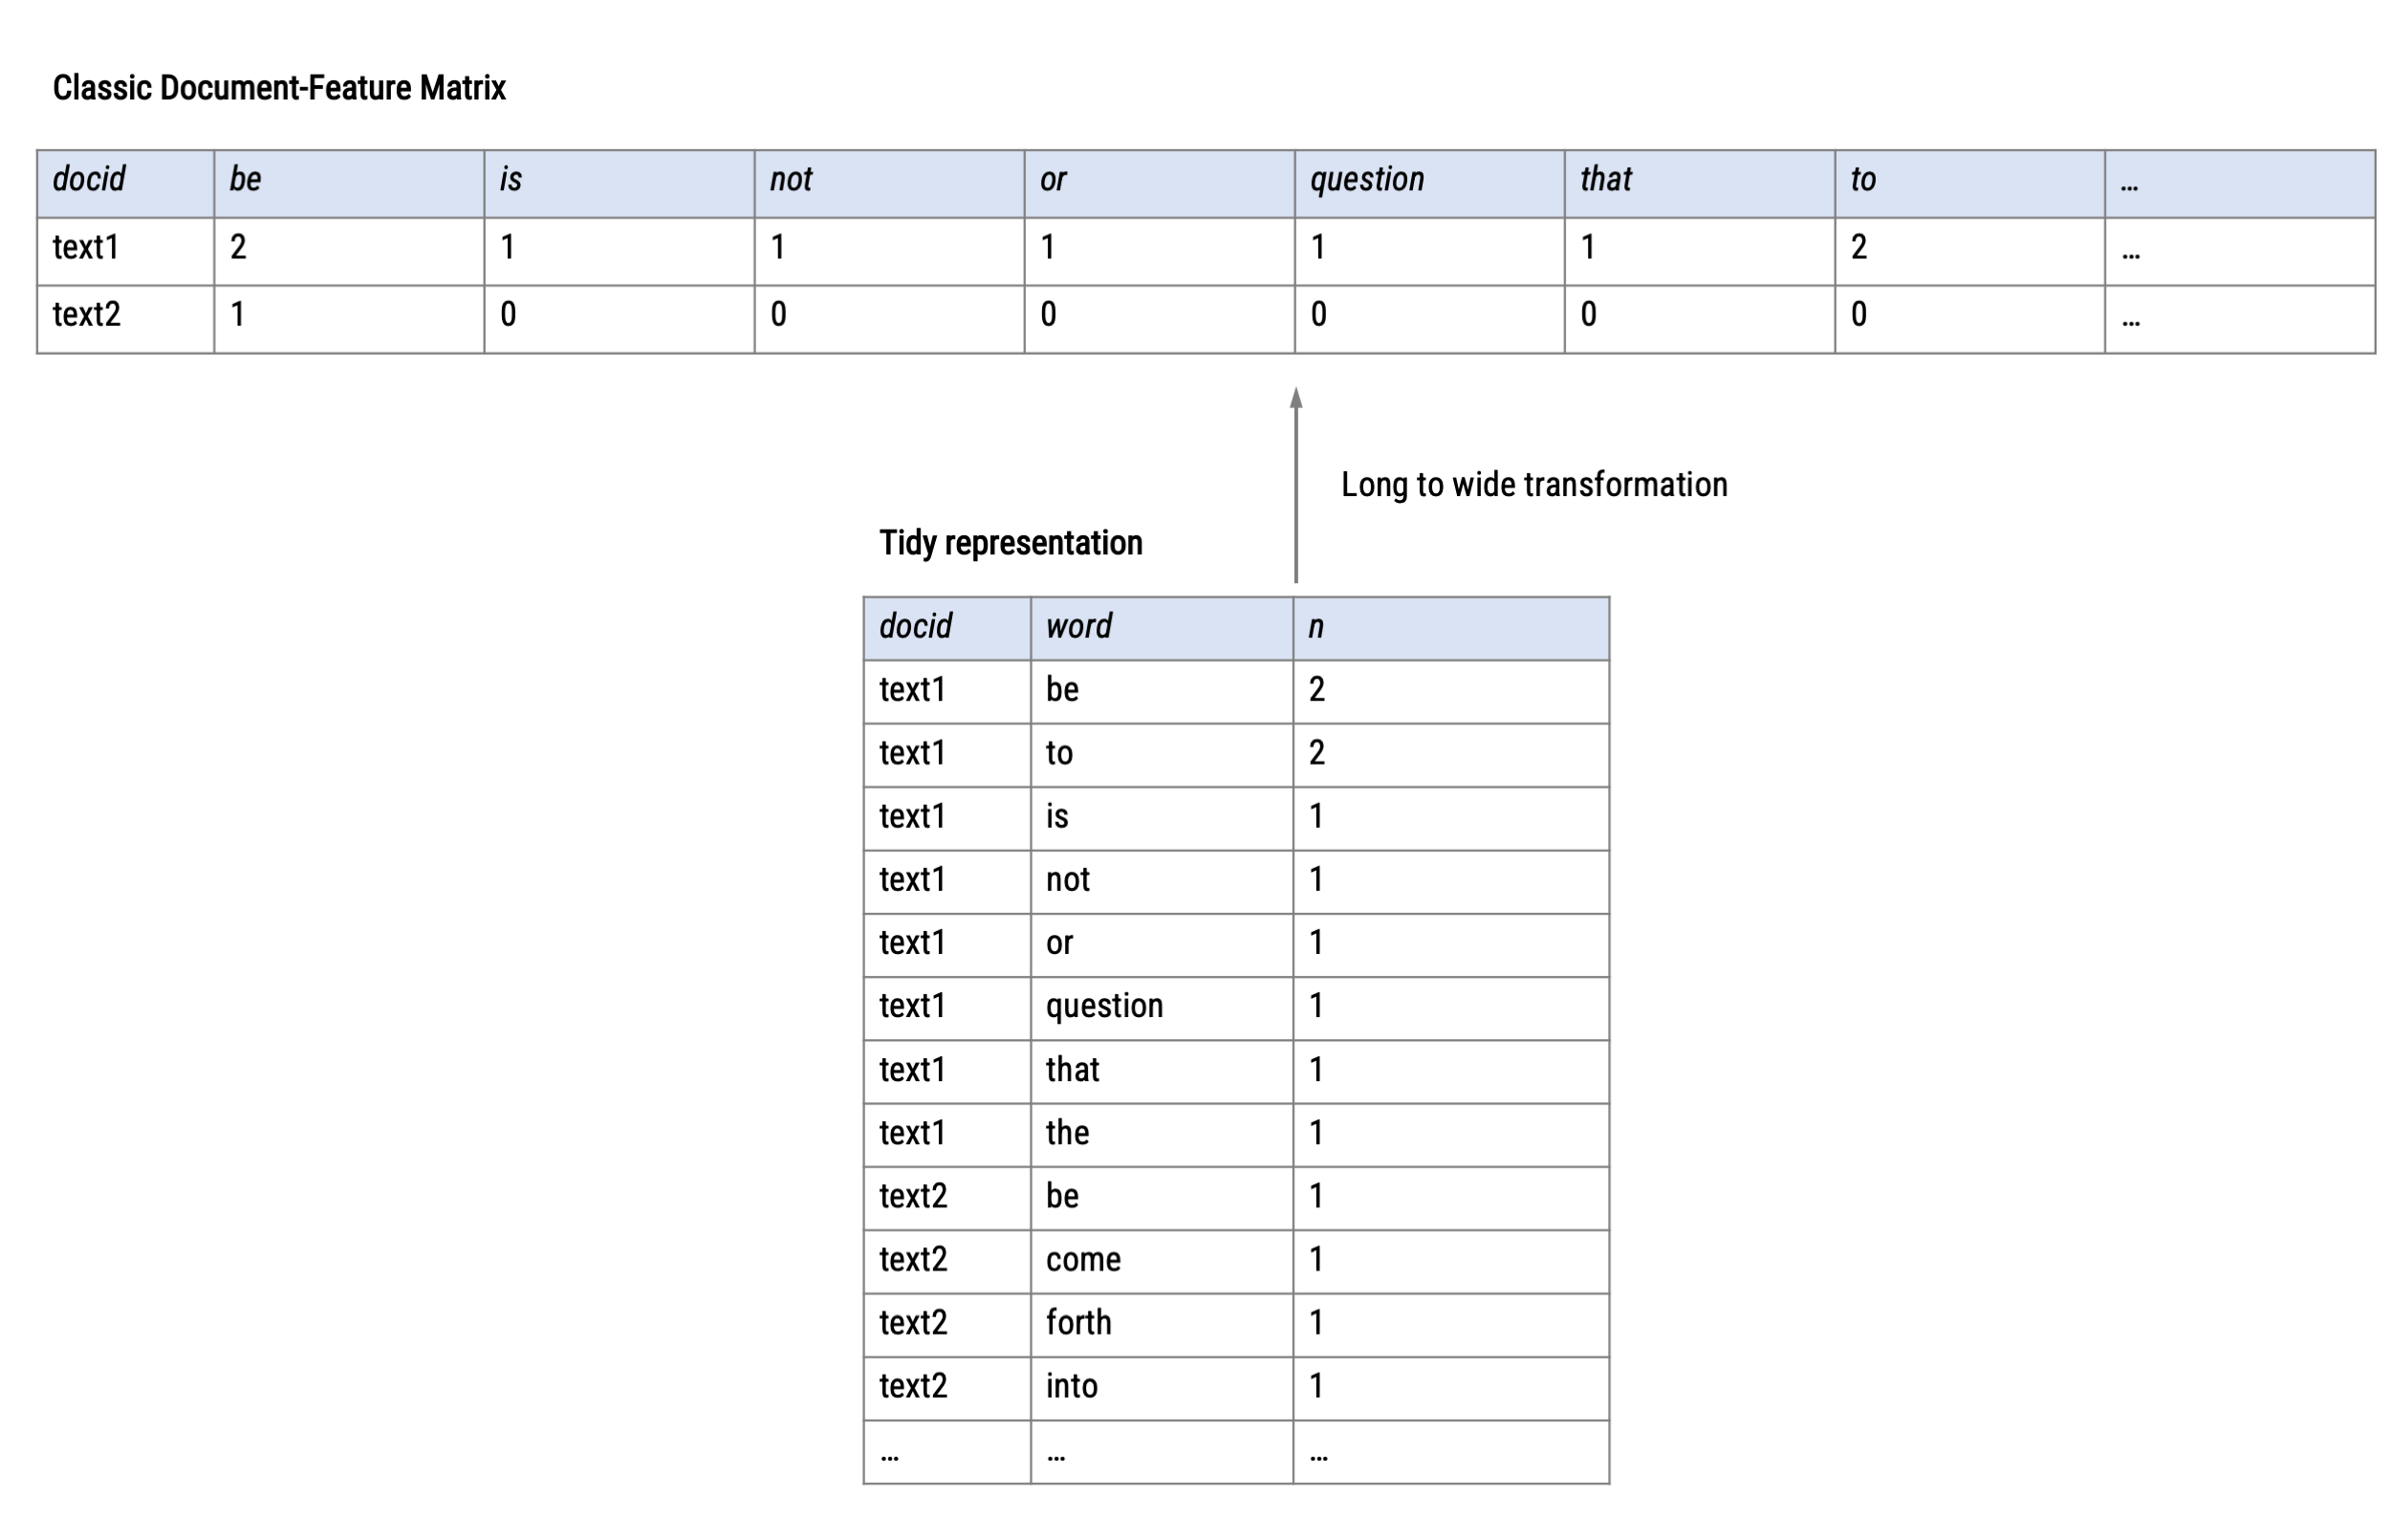 Classic Document-Feature Matrix
docid be is not or question that to …
text1 2 1 1 1 1 1 2 …
text2 1 0 0 0 0 0 0 …
Long to wide transformation
Tidy representation
docid word n
text1 be 2
text1 to 2
text1 is 1
text1 not 1
text1 or 1
text1 question 1
text1 that 1
text1 the 1
text2 be 1
text2 come 1
text2 forth 1
text2 into 1
… … …